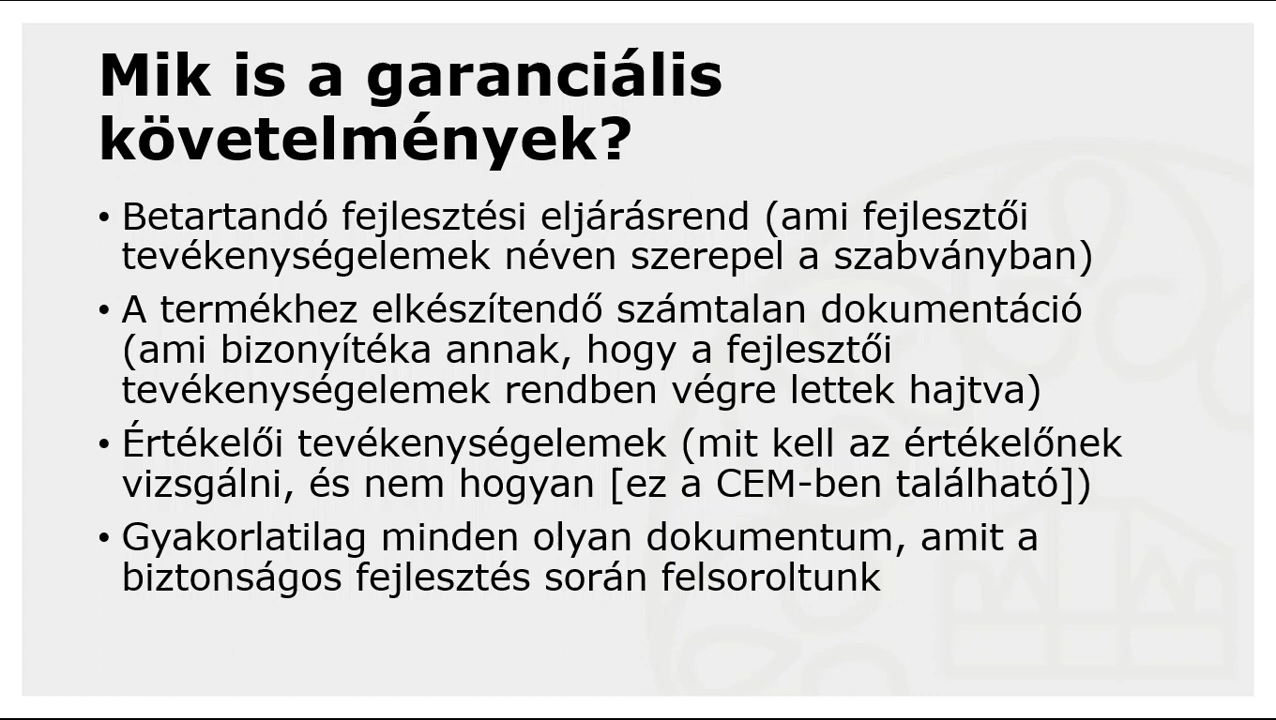 Mik is a garanciális
követelmények?
• Betartandó fejlesztési eljárásrend (ami fejlesztői
tevékenységelemek néven szerepel a szabványban)
• A termékhez elkészítendő számtalan dokumentáció
(ami bizonyítéka annak, hogy a fejlesztői
tevékenységelemek rendben végre lettek hajtva)
• Értékelői tevékenységelemek (mit kell az értékelőnek
vizsgálni, és nem hogyan [ez a CEM-ben található])
• Gyakorlatilag minden olyan dokumentum, amit a
biztonságos fejlesztés során felsoroltunk